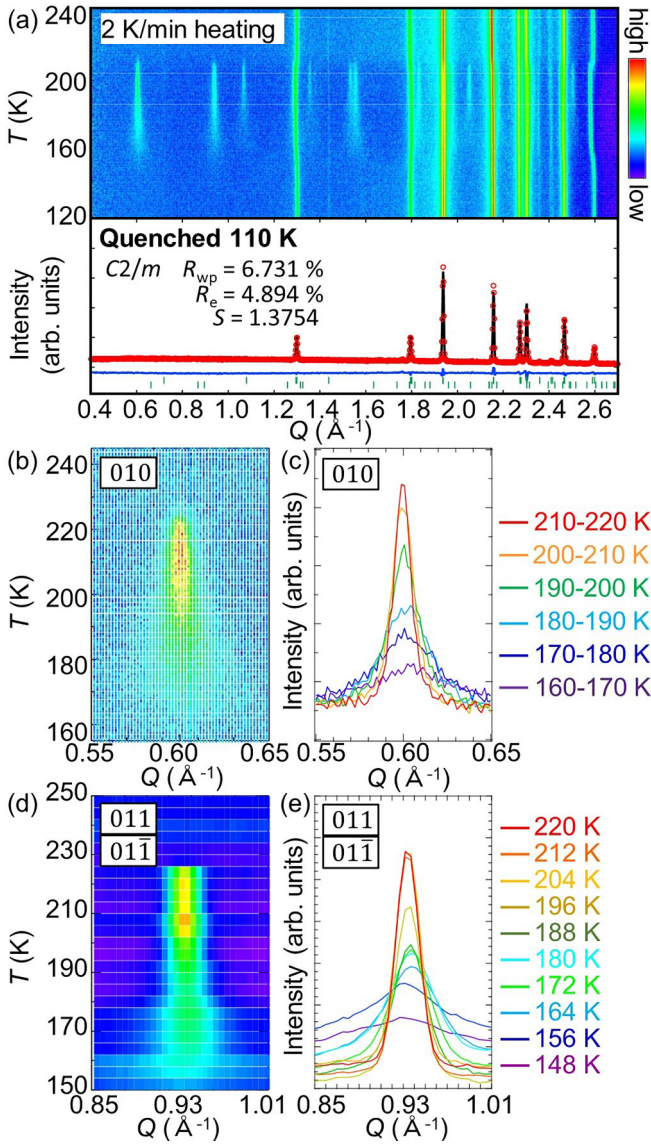 (a)
2 K/min heating
high
low
T (K)
240
200
160
120
Quenched 110 K
C2/m R_wp = 6.731 %
R_e = 4.894 %
S = 1.3754
Intensity
(arb. units)
0.4 0.6 0.8 1.0 1.2 1.4 1.6 1.8 2.0 2.2 2.4 2.6
Q (Å⁻¹)
(b)
010
T (K)
240
220
200
180
160
0.55 0.60 0.65
Q (Å⁻¹)
(c)
010
Intensity (arb. units)
0.55 0.60 0.65
Q (Å⁻¹)
210-220 K
200-210 K
190-200 K
180-190 K
170-180 K
160-170 K
(d)
011
011̅
T (K)
250
230
210
190
170
150
0.85 0.93 1.01
Q (Å⁻¹)
(e)
011
011̅
Intensity (arb. units)
0.85 0.93 1.01
Q (Å⁻¹)
220 K
212 K
204 K
196 K
188 K
180 K
172 K
164 K
156 K
148 K